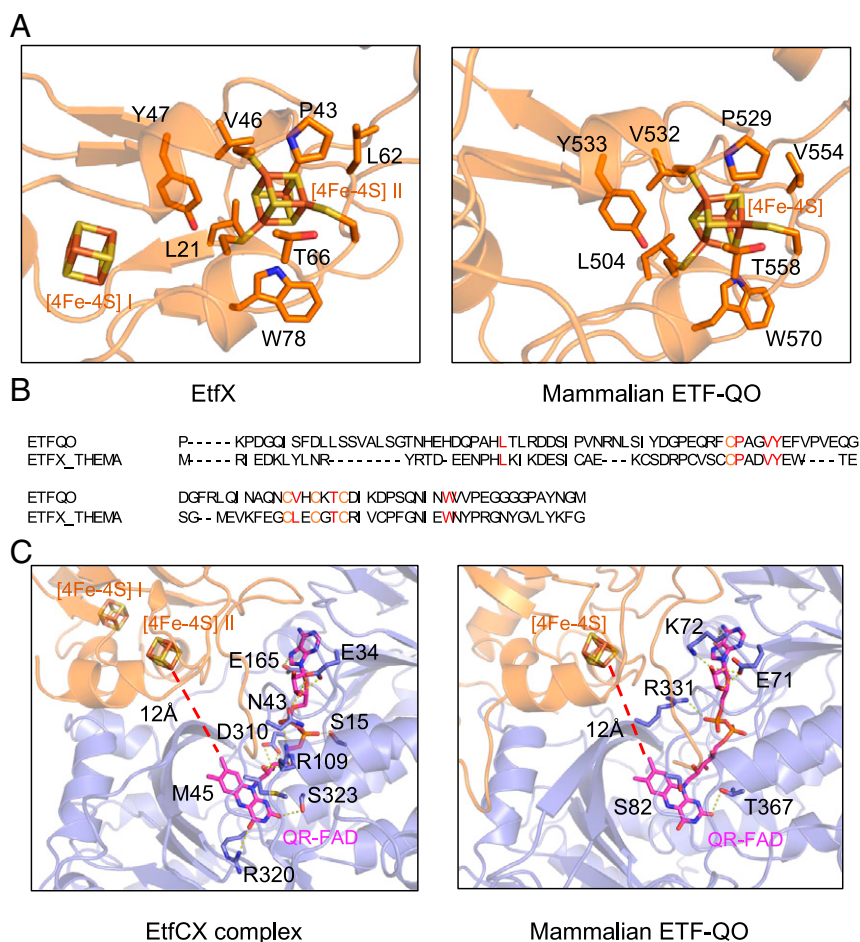 A
Y47
V46
P43
L62
[4Fe-4S] II
L21
T66
[4Fe-4S] I
W78
EtfX
Y533
V532
P529
V554
[4Fe-4S]
L504
T558
W570
Mammalian ETF-QO
B
ETFQO P-----KPDGQISFDLLSSVALSGTNHEHDQPAHLTLRDDSIPVNRNLSIYDGPEQRFCPAGVYEFVPVEQG
ETFX_THEMA M-----RIEDKLYLNR------YRTD-EENPHLKIKDESICAE---KCSDRPCVSCCPADVYEW---TE
ETFQO DGFRLQINAQNCVHCKTCDIKDPSQNINWVVPEGGGGPAYNGM
ETFX_THEMA SG--MEVKFEGCLECGTCRIVCPFGNIEWNYPRGNYGVLYKFG
C
[4Fe-4S] I
[4Fe-4S] II
E165
E34
N43
12Å
D310
S15
R109
M45
S323
QR-FAD
R320
EtfCX complex
[4Fe-4S]
K72
R331
E71
12Å
S82
T367
QR-FAD
Mammalian ETF-QO